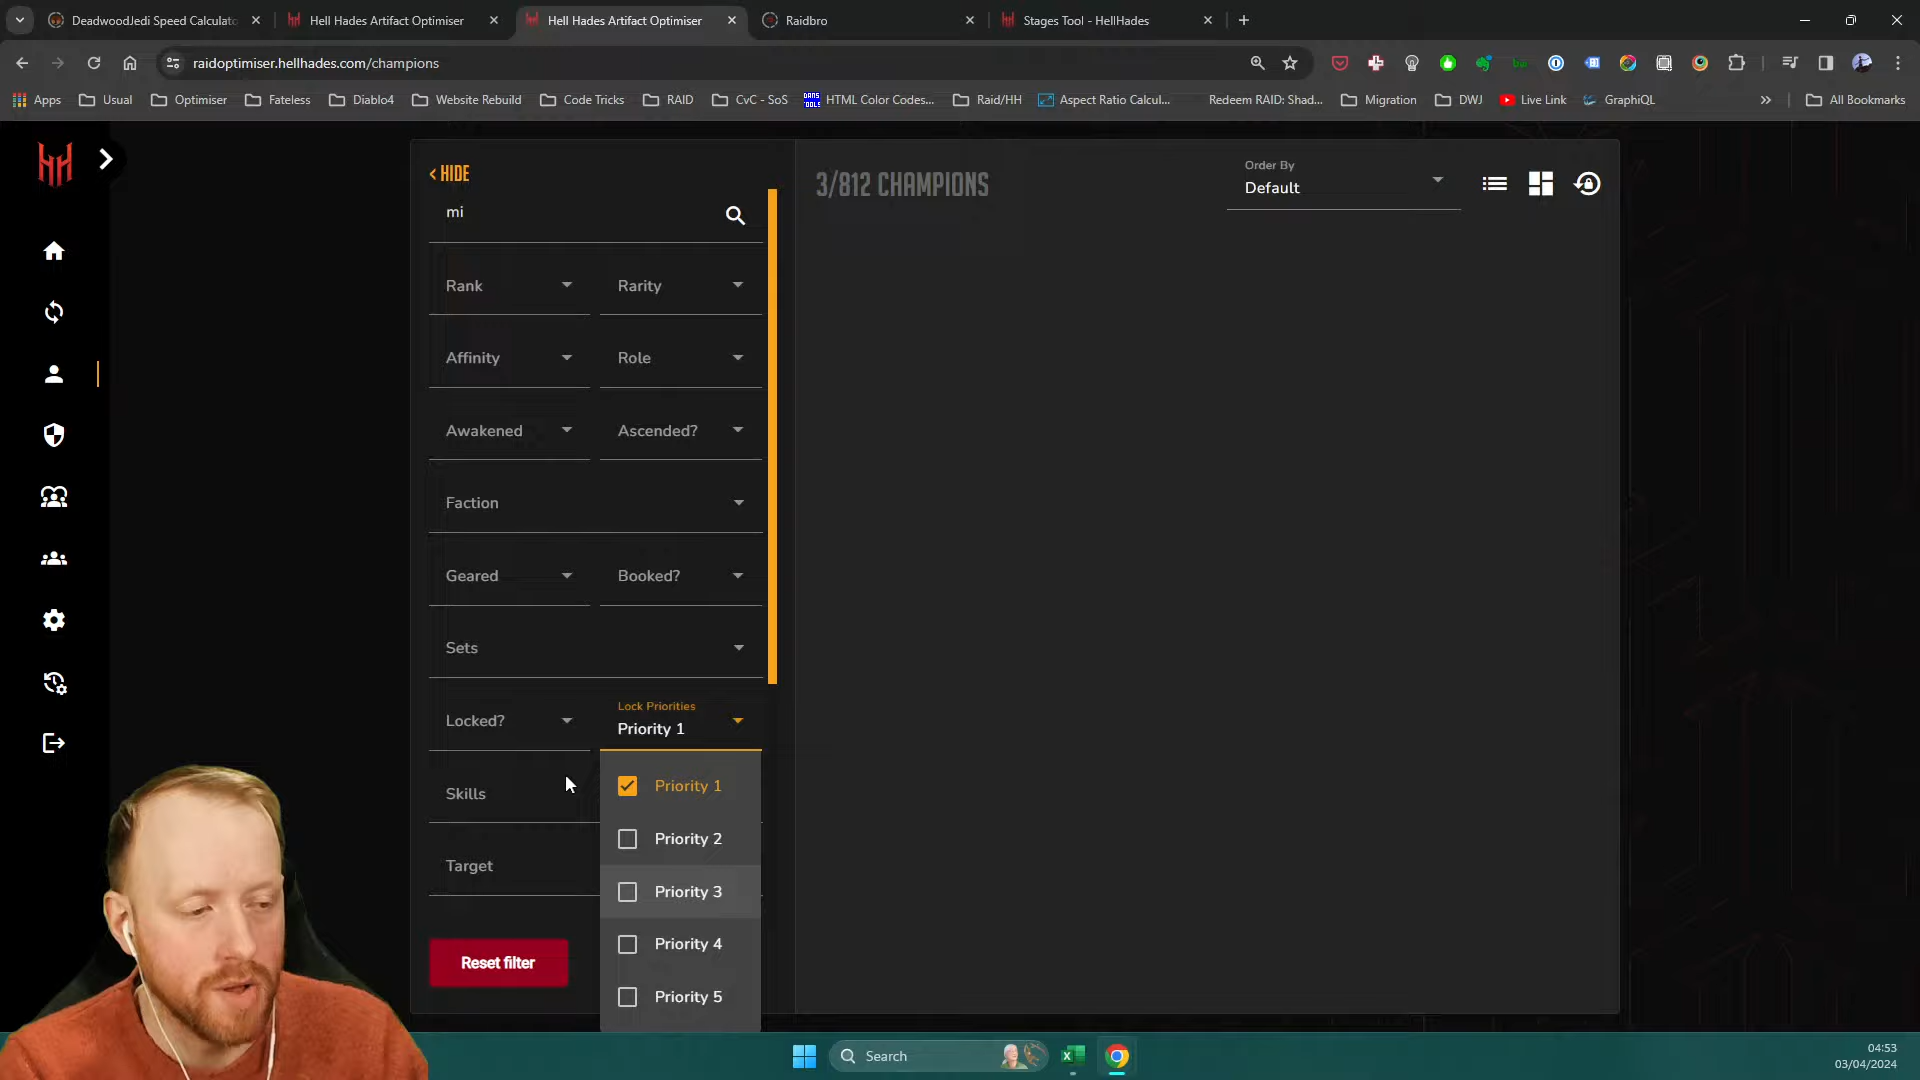 DeadwoodJedi Speed Calculato
Hell Hades Artifact Optimiser
Hell Hades Artifact Optimiser
Raidbro
Stages Tool - HellHades
raidoptimiser.hellhades.com/champions
Apps
Usual
Optimiser
Fateless
Diablo4
Website Rebuild
Code Tricks
RAID
CvC - SoS
HTML Color Codes...
Raid/HH
Aspect Ratio Calcul...
Redeem RAID: Shad...
Migration
DWJ
Live Link
GraphiQL
All Bookmarks
HIDE
mi
3/812 CHAMPIONS
Order By
Default
Rank
Rarity
Affinity
Role
Awakened
Ascended?
Faction
Geared
Booked?
Sets
Locked?
Lock Priorities
Priority 1
Skills
Priority 1
Priority 2
Target
Priority 3
Priority 4
Reset filter
Priority 5
Search
04:53
03/04/2024